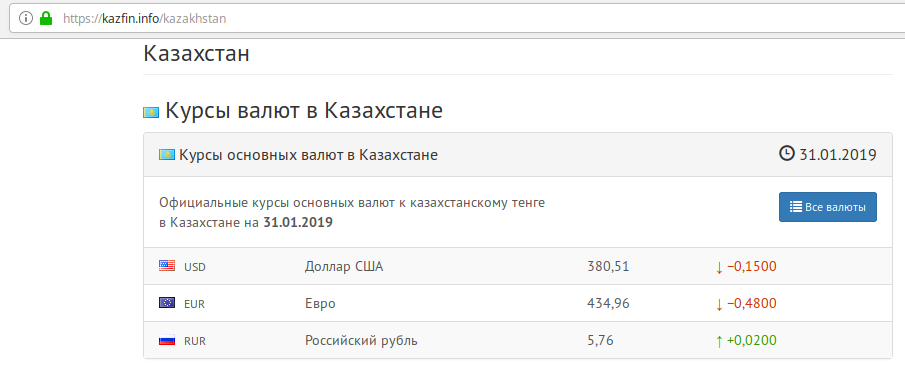 https://kazfin.info/kazakhstan
Казахстан
Курсы валют в Казахстане
Курсы основных валют в Казахстане 31.01.2019
Официальные курсы основных валют к казахстанскому тенге
в Казахстане на 31.01.2019
Все валюты
USD Доллар США 380,51 ↓ −0,1500
EUR Евро 434,96 ↓ −0,4800
RUR Российский рубль 5,76 ↑ +0,0200